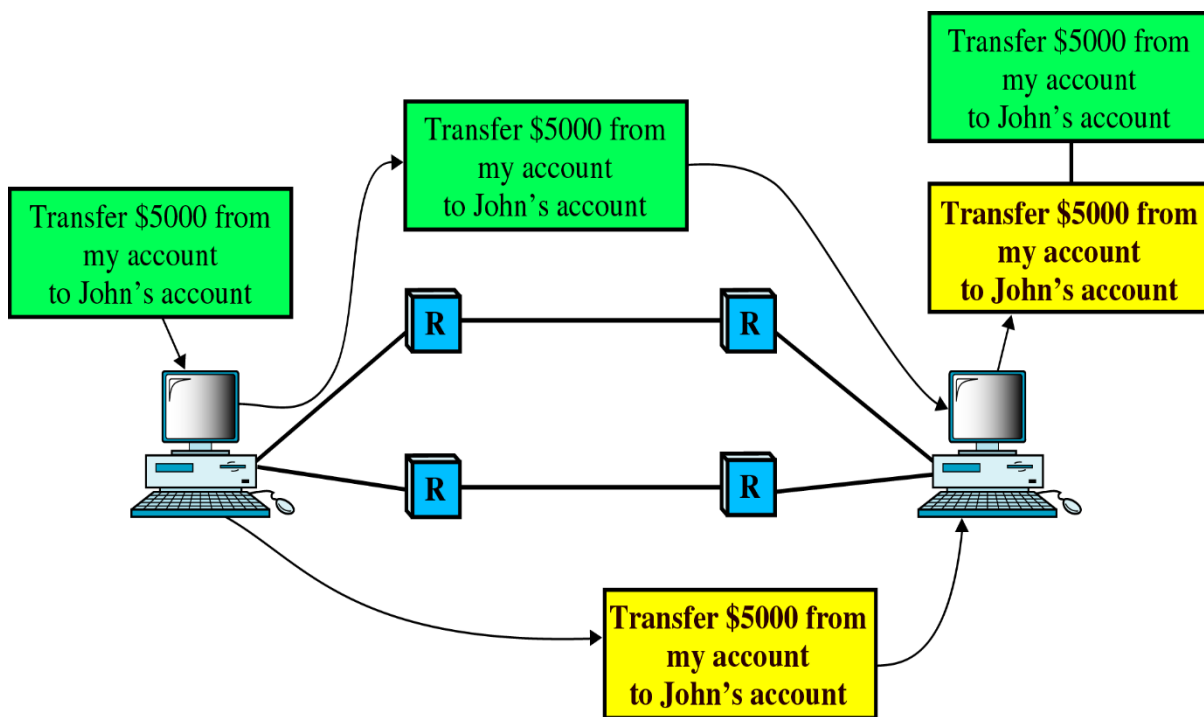 Transfer $5000 from
my account
to John’s account
Transfer $5000 from
my account
to John’s account
Transfer $5000 from
my account
to John’s account
Transfer $5000 from
my account
to John’s account
R
R
R
R
Transfer $5000 from
my account
to John’s account